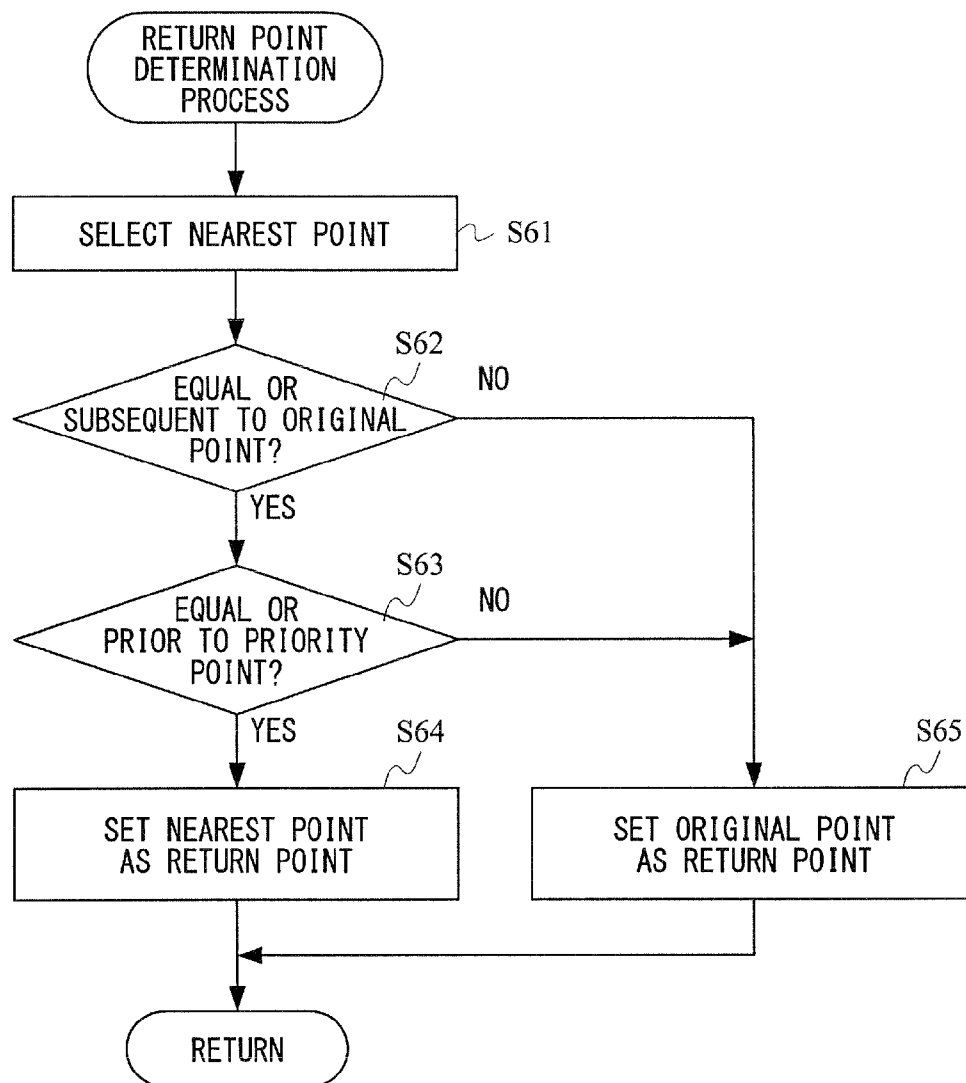 RETURN POINT
DETERMINATION
PROCESS
SELECT NEAREST POINT
S61
S62
EQUAL OR
SUBSEQUENT TO ORIGINAL
POINT?
NO
YES
S63
EQUAL OR
PRIOR TO PRIORITY
POINT?
NO
YES
S64
SET NEAREST POINT
AS RETURN POINT
S65
SET ORIGINAL POINT
AS RETURN POINT
RETURN